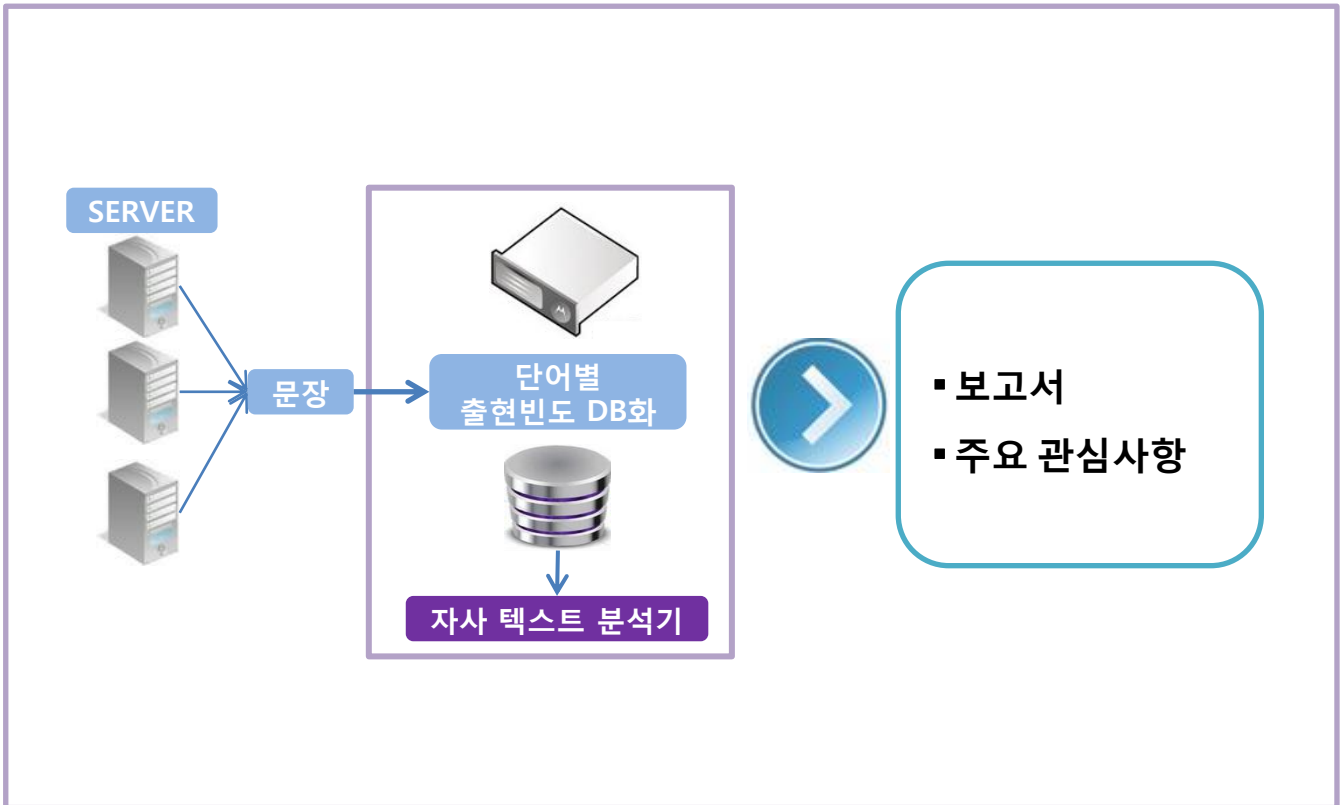 SERVER
문장
단어별
출현빈도 DB화
자사 텍스트 분석기
▪ 보고서
▪ 주요 관심사항